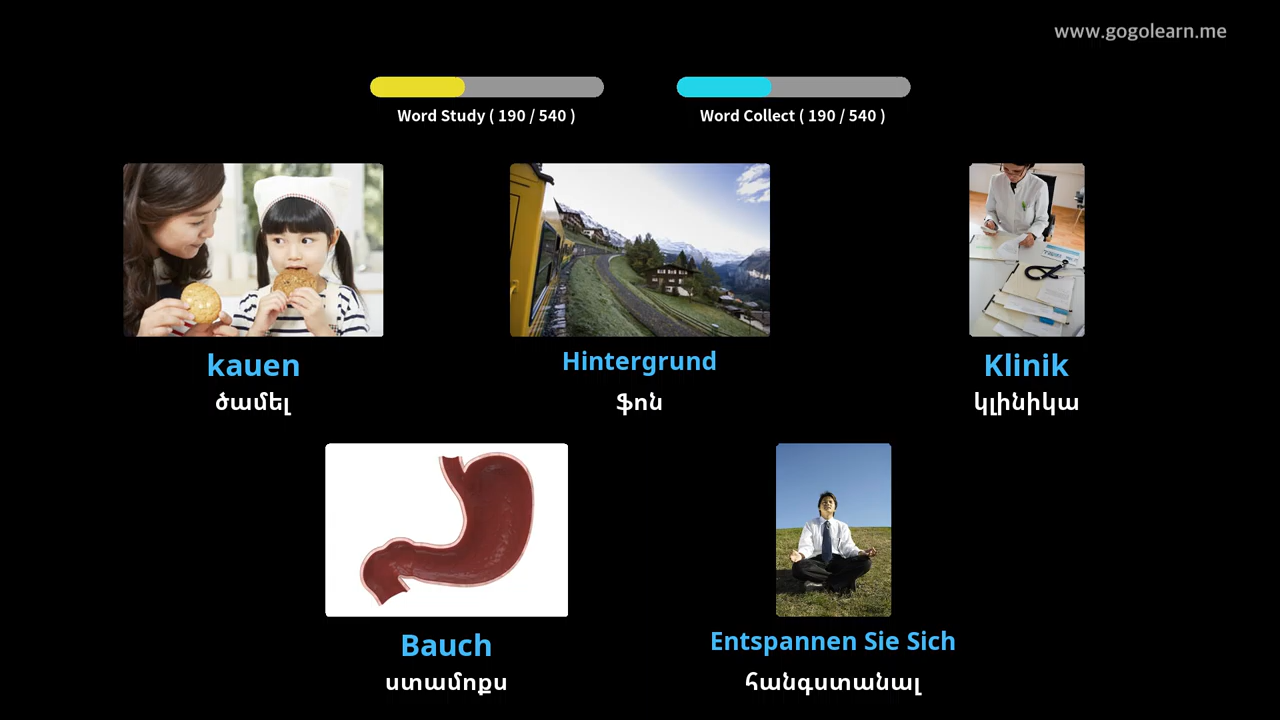 www.gogolearn.me
Word Study ( 190 / 540 )
Word Collect ( 190 / 540 )
kauen
ծամել
Hintergrund
ֆոն
Klinik
կլինիկա
Bauch
ստամոքս
Entspannen Sie Sich
հանգստանալ